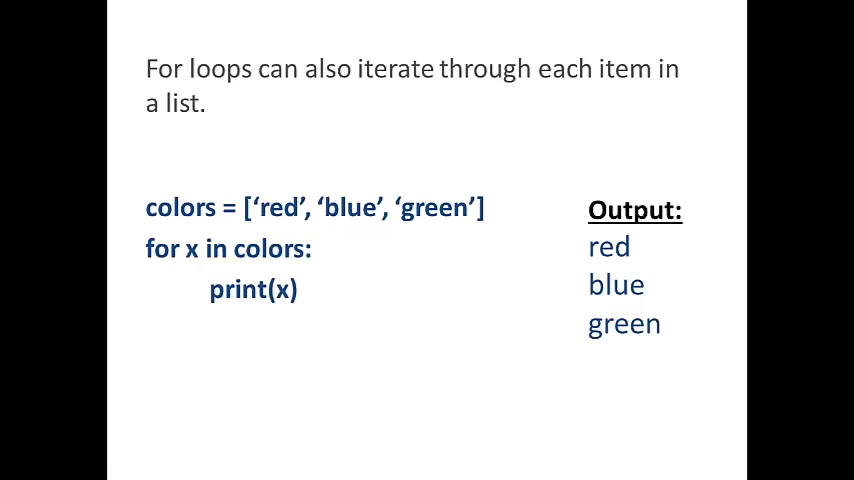 For loops can also iterate through each item in
a list.
colors = [‘red’, ‘blue’, ‘green’]
for x in colors:
print(x)
Output:
red
blue
green